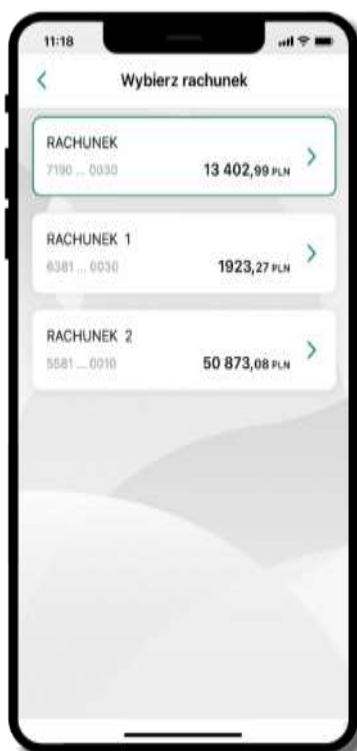 11:18
Wybierz rachunek
RACHUNEK
7190 ... 0030
13 402,99 PLN
RACHUNEK 1
6381 ... 0030
1923,27 PLN
RACHUNEK 2
5581 ... 0010
50 873,08 PLN